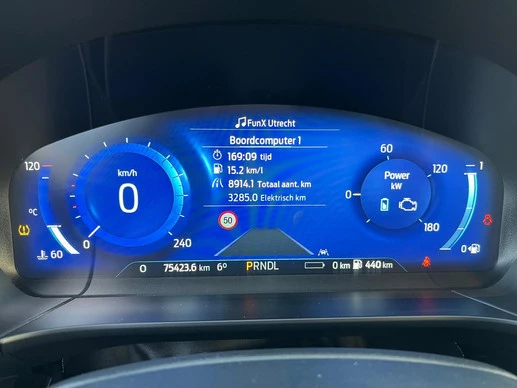 FunX Utrecht
Boordcomputer 1
169:09 tijd
15.2 km/l
8914.1 Totaal aant. km
3285.0 Elektrisch km
50
km/h
0
0
240
120
°C
60
Power
kW
0
60
180
1
0
O 75423.6 km 6° PRNDL 0 km 440 km